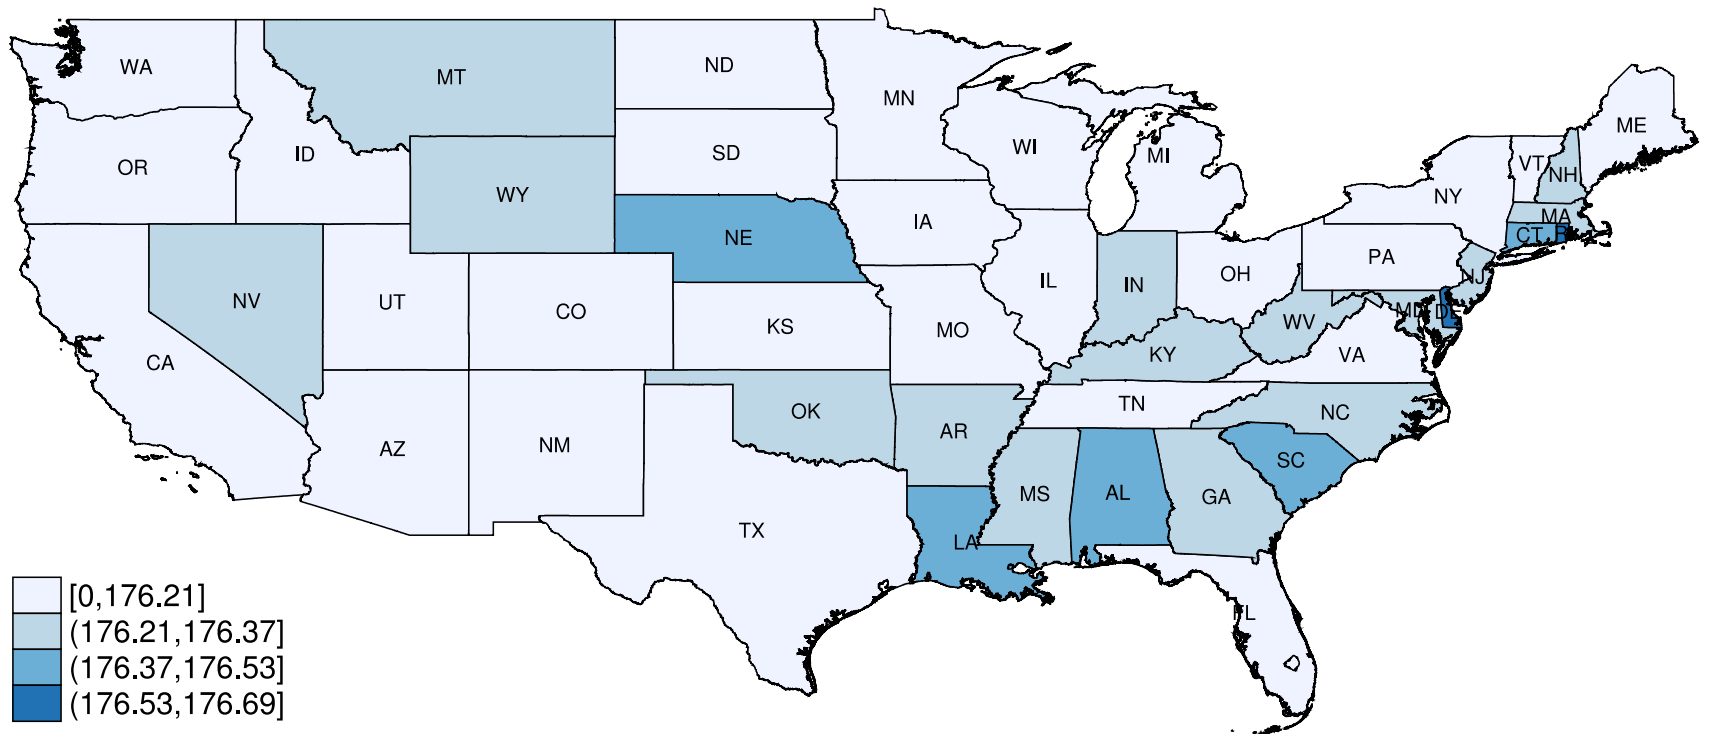 WA
MT
ND
MN
ME
OR
ID
SD
WI
MI
VT
NH
NY
WY
MA
IA
NE
CT
PA
NV
UT
CO
IL
IN
OH
NJ
KS
MO
WV
MD
DE
CA
KY
VA
AZ
NM
OK
AR
TN
NC
SC
TX
MS
AL
GA
LA
FL
[0,176.21]
(176.21,176.37]
(176.37,176.53]
(176.53,176.69]